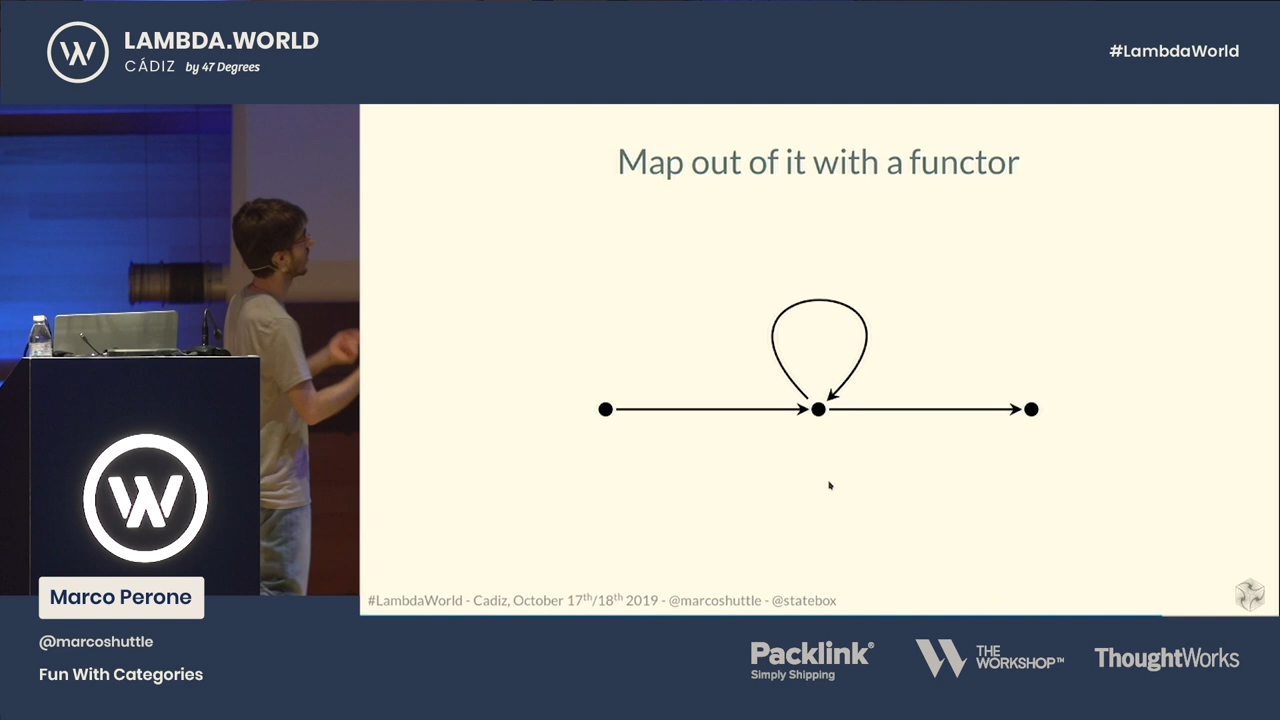 LAMBDA.WORLD
CÁDIZ by 47 Degrees
#LambdaWorld
Map out of it with a functor
#LambdaWorld - Cadiz, October 17th/18th 2019 - @marcoshuttle - @statebox
Marco Perone
@marcoshuttle
Fun With Categories
Packlink®
Simply Shipping
THE
WORKSHOP™
ThoughtWorks